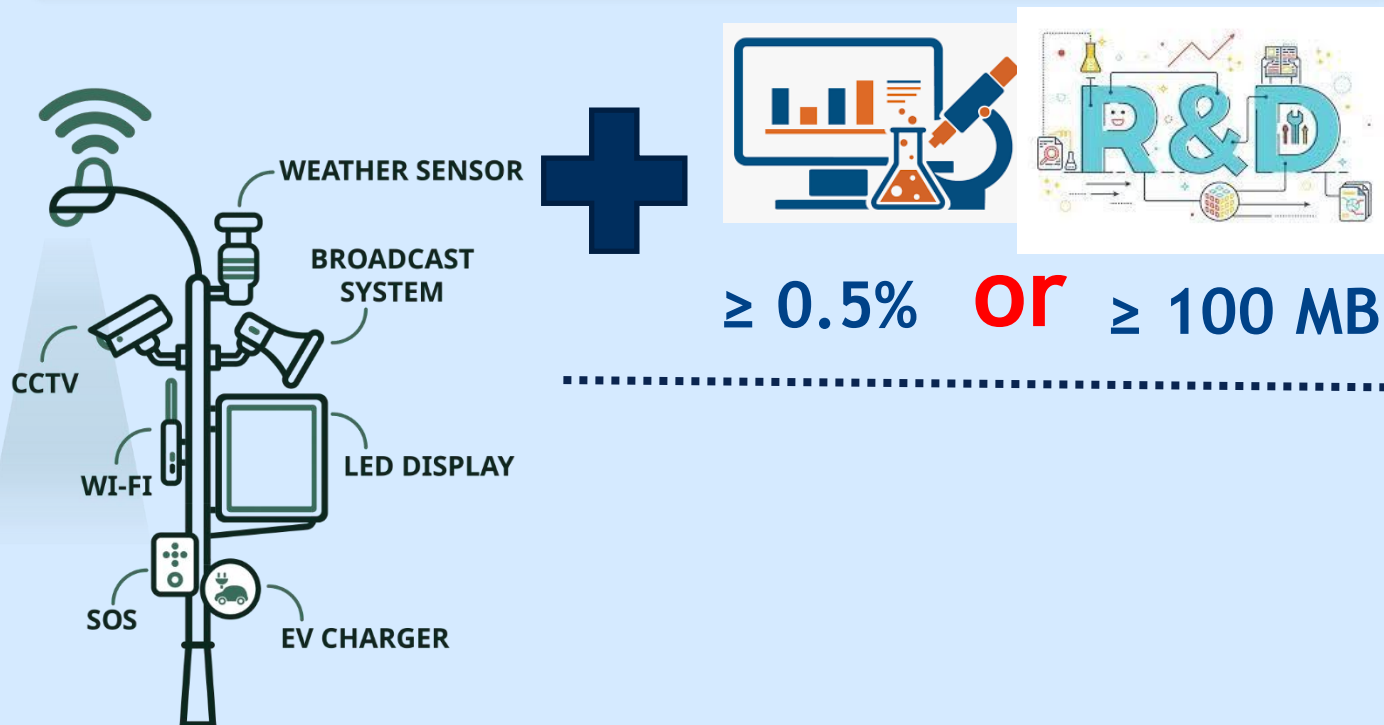 WEATHER SENSOR
BROADCAST
SYSTEM
CCTV
WI-FI
LED DISPLAY
SOS
EV CHARGER
R&D
≥ 0.5% or ≥ 100 MB